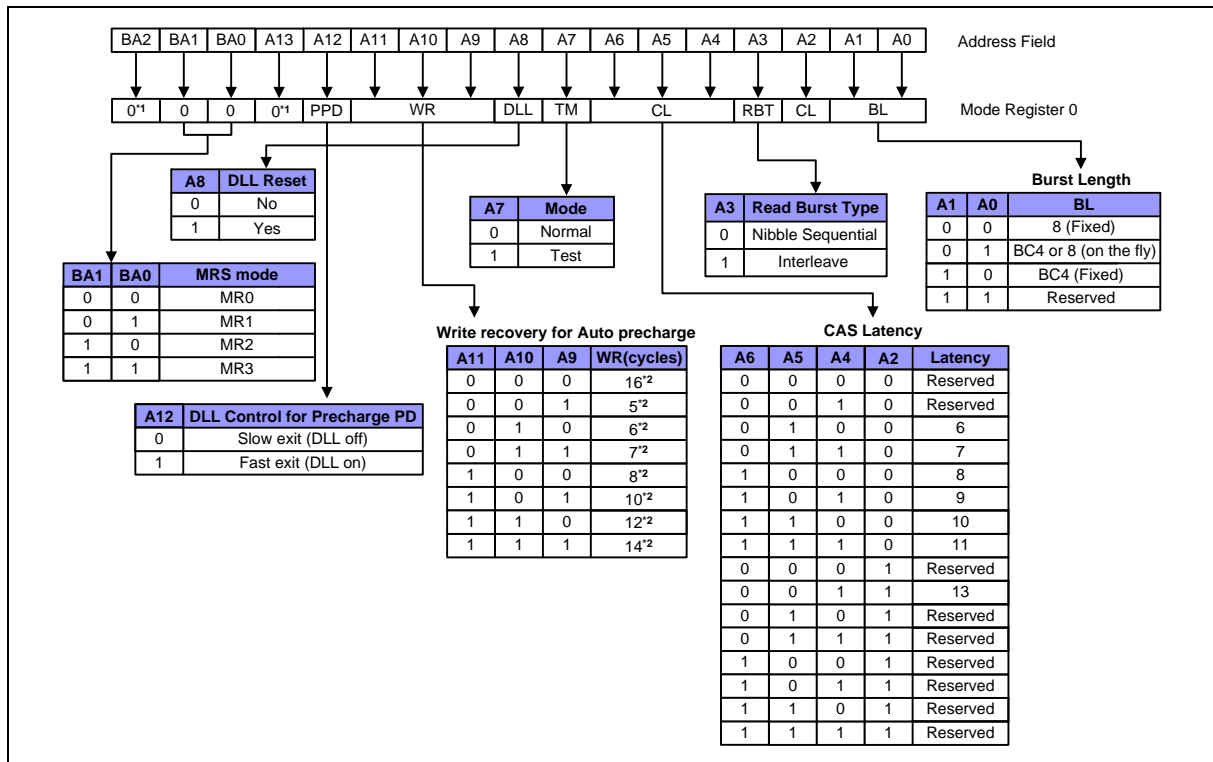 BA2 BA1 BA0 A13 A12 A11 A10 A9 A8 A7 A6 A5 A4 A3 A2 A1 A0 Address Field
0*1 0 0 0*1 PPD WR DLL TM CL RBT CL BL Mode Register 0
A8 DLL Reset
0 No
1 Yes
A7 Mode
0 Normal
1 Test
A3 Read Burst Type
0 Nibble Sequential
1 Interleave
Burst Length
A1 A0 BL
0 0 8 (Fixed)
0 1 BC4 or 8 (on the fly)
1 0 BC4 (Fixed)
1 1 Reserved
BA1 BA0 MRS mode
0 0 MR0
0 1 MR1
1 0 MR2
1 1 MR3
A12 DLL Control for Precharge PD
0 Slow exit (DLL off)
1 Fast exit (DLL on)
Write recovery for Auto precharge
A11 A10 A9 WR(cycles)
0 0 0 16*2
0 0 1 5*2
0 1 0 6*2
0 1 1 7*2
1 0 0 8*2
1 0 1 10*2
1 1 0 12*2
1 1 1 14*2
CAS Latency
A6 A5 A4 A2 Latency
0 0 0 0 Reserved
0 0 1 0 Reserved
0 1 0 0 6
0 1 1 0 7
1 0 0 0 8
1 0 1 0 9
1 1 0 0 10
1 1 1 0 11
0 0 0 1 Reserved
0 0 1 1 13
0 1 0 1 Reserved
0 1 1 1 Reserved
1 0 0 1 Reserved
1 0 1 1 Reserved
1 1 0 1 Reserved
1 1 1 1 Reserved